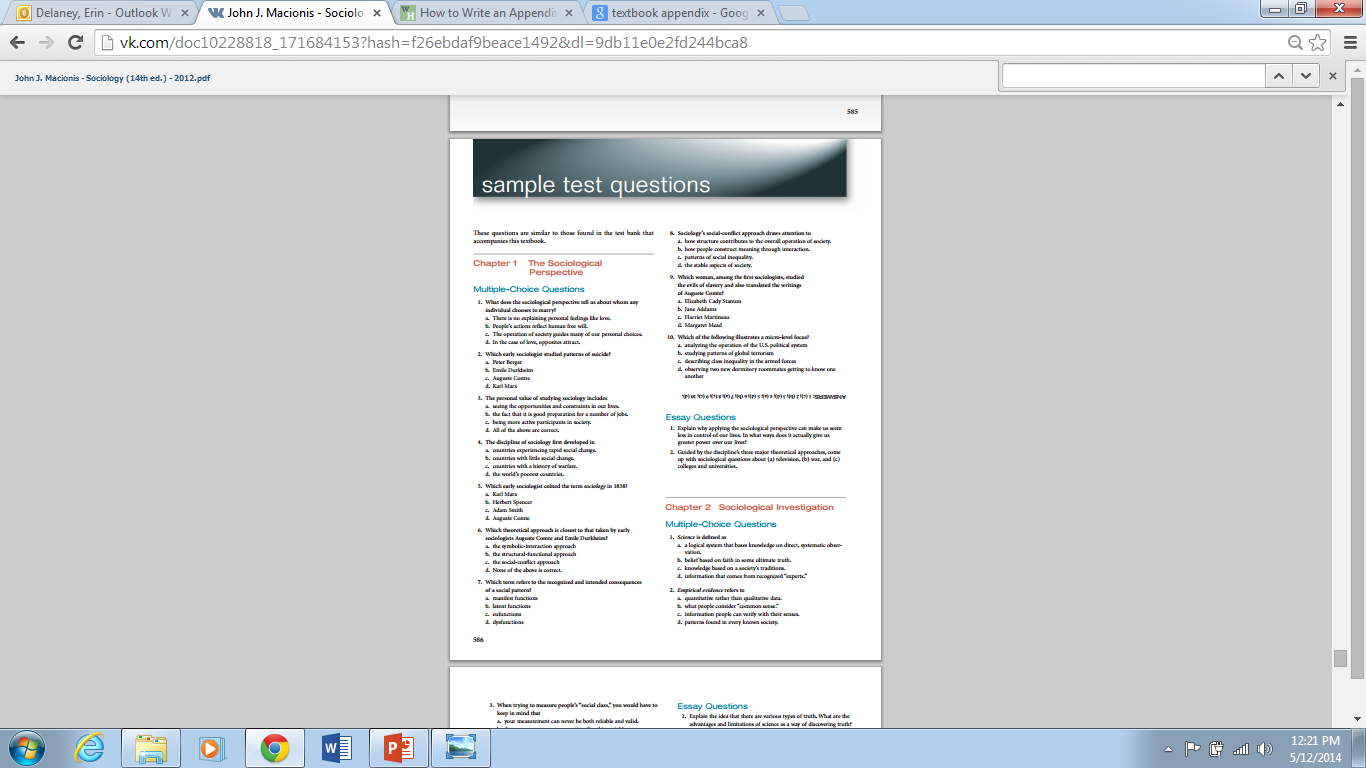 Delaney, Erin - Outlook W
John J. Macionis - Sociolo
How to Write an Appendi
textbook appendix - Goog
vk.com/doc10228818_171684153?hash=f26ebdaf9beace1492&dl=9db11e0e2fd244bca8
John J. Macionis - Sociology (14th ed.) - 2012.pdf
585
sample test questions
These questions are similar to those found in the test bank that
accompanies this textbook.
Chapter 1 The Sociological
Perspective
Multiple-Choice Questions
1. What does the sociological perspective tell us about whom any
individual chooses to marry?
a. There is no explaining personal feelings like love.
b. People's actions reflect human free will.
c. The operation of society guides many of our personal choices.
d. In the case of love, opposites attract.
2. Which early sociologist studied patterns of suicide?
a. Peter Berger
b. Emile Durkheim
c. Auguste Comte
d. Karl Marx
3. The personal value of studying sociology includes
a. seeing the opportunities and constraints in our lives.
b. the fact that it is good preparation for a number of jobs.
c. being more active participants in society.
d. All of the above are correct.
4. The discipline of sociology first developed in
a. countries experiencing rapid social change.
b. countries with little social change.
c. countries with a history of warfare.
d. the world's poorest countries.
5. Which early sociologist coined the term sociology in 1838?
a. Karl Marx
b. Herbert Spencer
c. Adam Smith
d. Auguste Comte
6. Which theoretical approach is closest to that taken by early
sociologists Auguste Comte and Emile Durkheim?
a. the symbolic-interaction approach
b. the structural-functional approach
c. the social-conflict approach
d. None of the above is correct.
7. Which term refers to the recognized and intended consequences
of a social pattern?
a. manifest functions
b. latent functions
c. eufunctions
d. dysfunctions
586
8. Sociology's social-conflict approach draws attention to
a. how structure contributes to the overall operation of society.
b. how people construct meaning through interaction.
c. patterns of social inequality.
d. the stable aspects of society.
9. Which woman, among the first sociologists, studied
the evils of slavery and also translated the writings
of Auguste Comte?
a. Elizabeth Cady Stanton
b. Jane Addams
c. Harriet Martineau
d. Margaret Mead
10. Which of the following illustrates a micro-level focus?
a. analyzing the operation of the U.S. political system
b. studying patterns of global terrorism
c. describing class inequality in the armed forces
d. observing two new dormitory roommates getting to know one
another
ANSWERS:
Essay Questions
1. Explain why applying the sociological perspective can make us seem
less in control of our lives. In what ways does it actually give us
greater power over our lives?
2. Guided by the discipline's three major theoretical approaches, come
up with sociological questions about (a) television, (b) war, and (c)
colleges and universities.
Chapter 2 Sociological Investigation
Multiple-Choice Questions
1. Science is defined as
a. a logical system that bases knowledge on direct, systematic obser-
vation.
b. belief based on faith in some ultimate truth.
c. knowledge based on a society's traditions.
d. information that comes from recognized "experts."
2. Empirical evidence refers to
a. quantitative rather than qualitative data.
b. what people consider "common sense."
c. information people can verify with their senses.
d. patterns found in every known society.
3. When trying to measure people's "social class," you would have to
keep in mind that
a. your measurement can never be both reliable and valid.
Essay Questions
1. Explain the idea that there are various types of truth. What are the
advantages and limitations of science as a way of discovering truth?
12:21 PM
5/12/2014